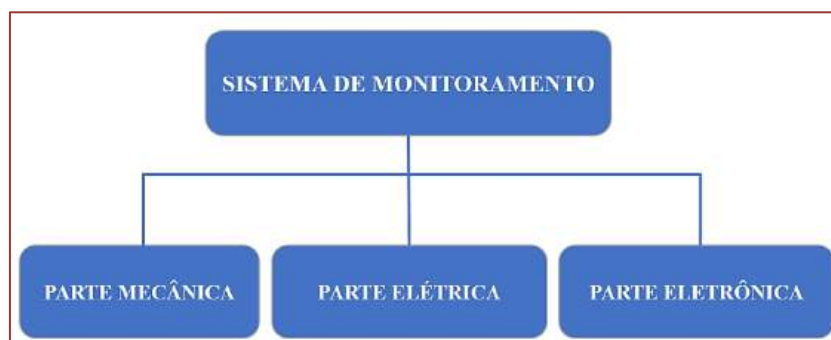 SISTEMA DE MONITORAMENTO
PARTE MECÂNICA
PARTE ELÉTRICA
PARTE ELETRÔNICA